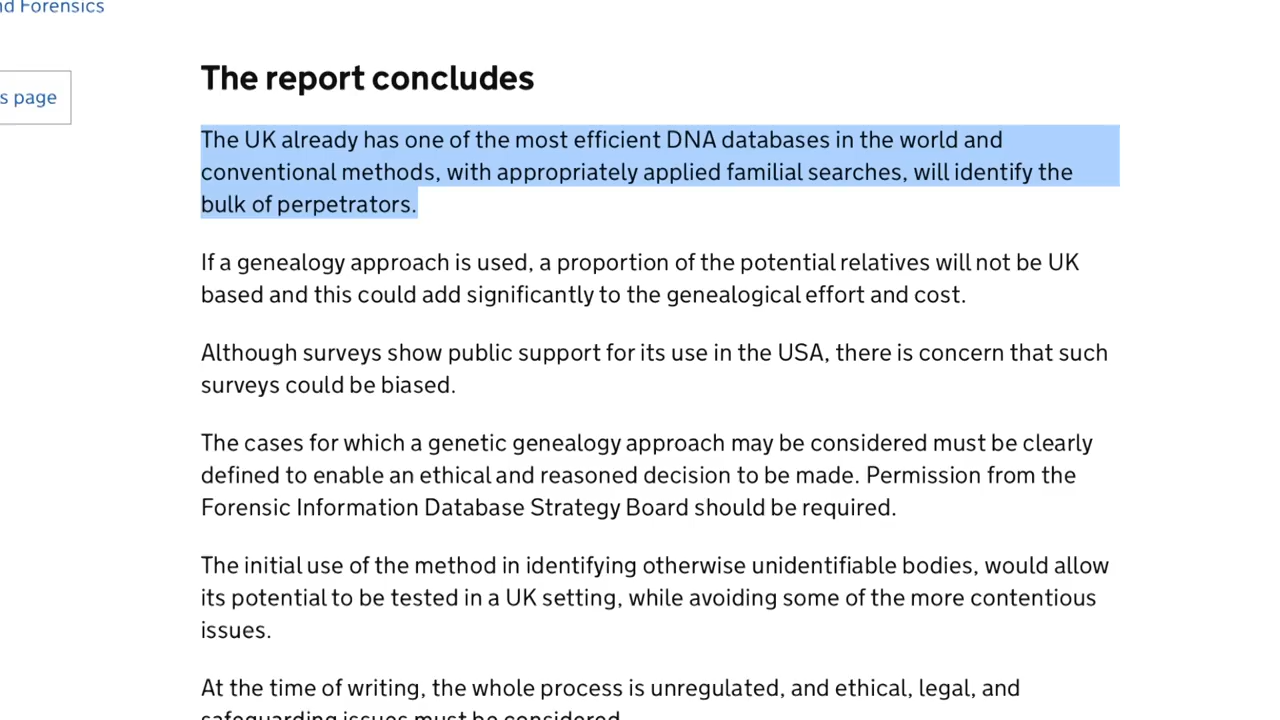 nd Forensics
s page
The report concludes
The UK already has one of the most efficient DNA databases in the world and
conventional methods, with appropriately applied familial searches, will identify the
bulk of perpetrators.
If a genealogy approach is used, a proportion of the potential relatives will not be UK
based and this could add significantly to the genealogical effort and cost.
Although surveys show public support for its use in the USA, there is concern that such
surveys could be biased.
The cases for which a genetic genealogy approach may be considered must be clearly
defined to enable an ethical and reasoned decision to be made. Permission from the
Forensic Information Database Strategy Board should be required.
The initial use of the method in identifying otherwise unidentifiable bodies, would allow
its potential to be tested in a UK setting, while avoiding some of the more contentious
issues.
At the time of writing, the whole process is unregulated, and ethical, legal, and
safeguarding issues must be considered.